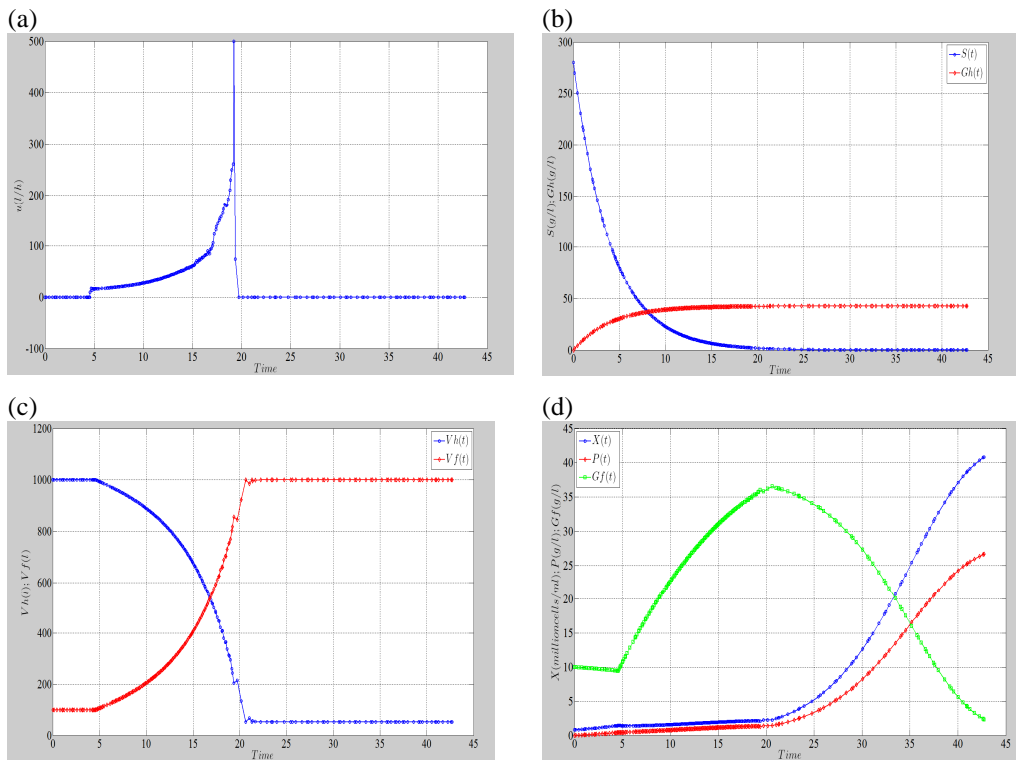 (a)
500
400
300
200
100
0
-100
0 5 10 15 20 25 30 35 40 45
u(l/h)
Time
(b)
300
250
200
150
100
50
0
0 5 10 15 20 25 30 35 40 45
S(g/l); Gh(g/l)
Time
S(t)
Gh(t)
(c)
1200
1000
800
600
400
200
0
0 5 10 15 20 25 30 35 40 45
Vh(l); Vf(l)
Time
Vh(t)
Vf(t)
(d)
45
40
35
30
25
20
15
10
5
0
0 5 10 15 20 25 30 35 40 45
X(millioncells/ml); P(g/l); Gf(g/l)
Time
X(t)
P(t)
Gf(t)